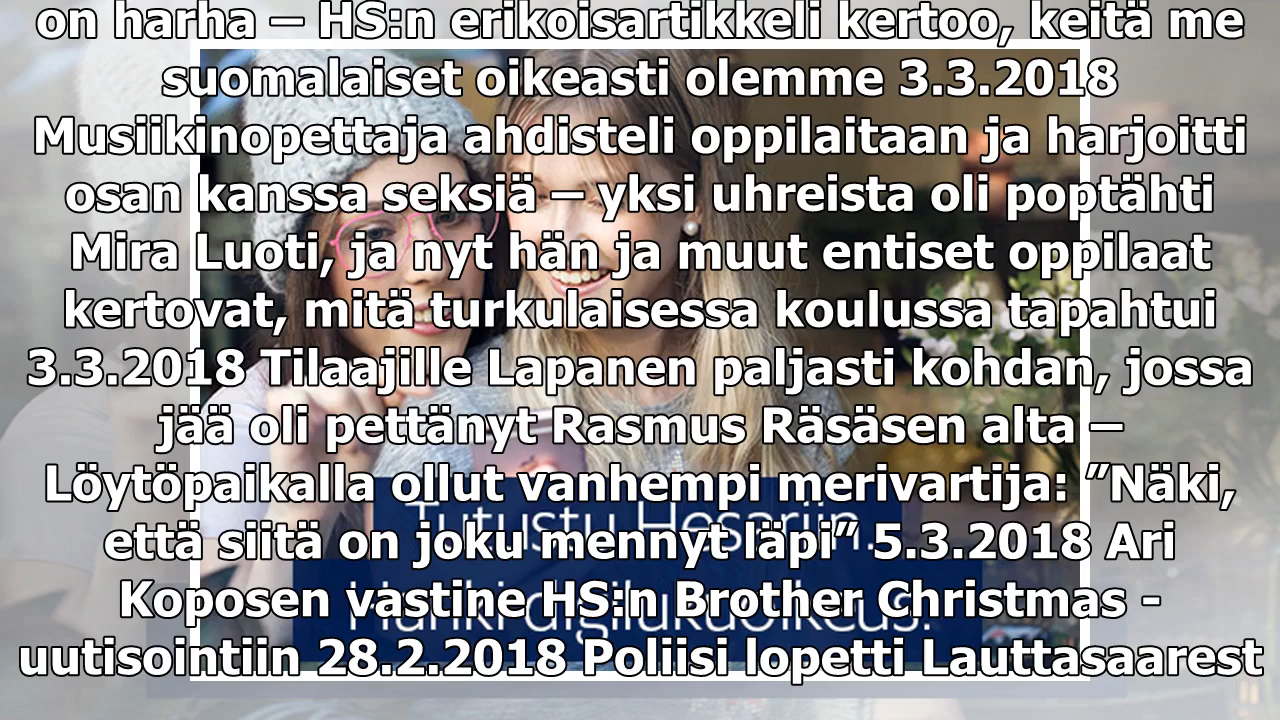 on harha – HS:n erikoisartikkeli kertoo, keitä me
suomalaiset oikeasti olemme 3.3.2018
Musiikinopettaja ahdisteli oppilaitaan ja harjoitti
osan kanssa seksiä – yksi uhreista oli poptähti
Mira Luoti, ja nyt hän ja muut entiset oppilaat
kertovat, mitä turkulaisessa koulussa tapahtui
3.3.2018 Tilaajille Lapanen paljasti kohdan, jossa
jää oli pettänyt Rasmus Räsäsen alta –
Löytöpaikalla ollut vanhempi merivartija: ”Näki,
että siitä on joku mennyt läpi” 5.3.2018 Ari
Koposen vastine HS:n Brother Christmas -
uutisointiin 28.2.2018 Poliisi lopetti Lauttasaarest
Tutustu Hesariin.
Hanki digilukuoikeus.